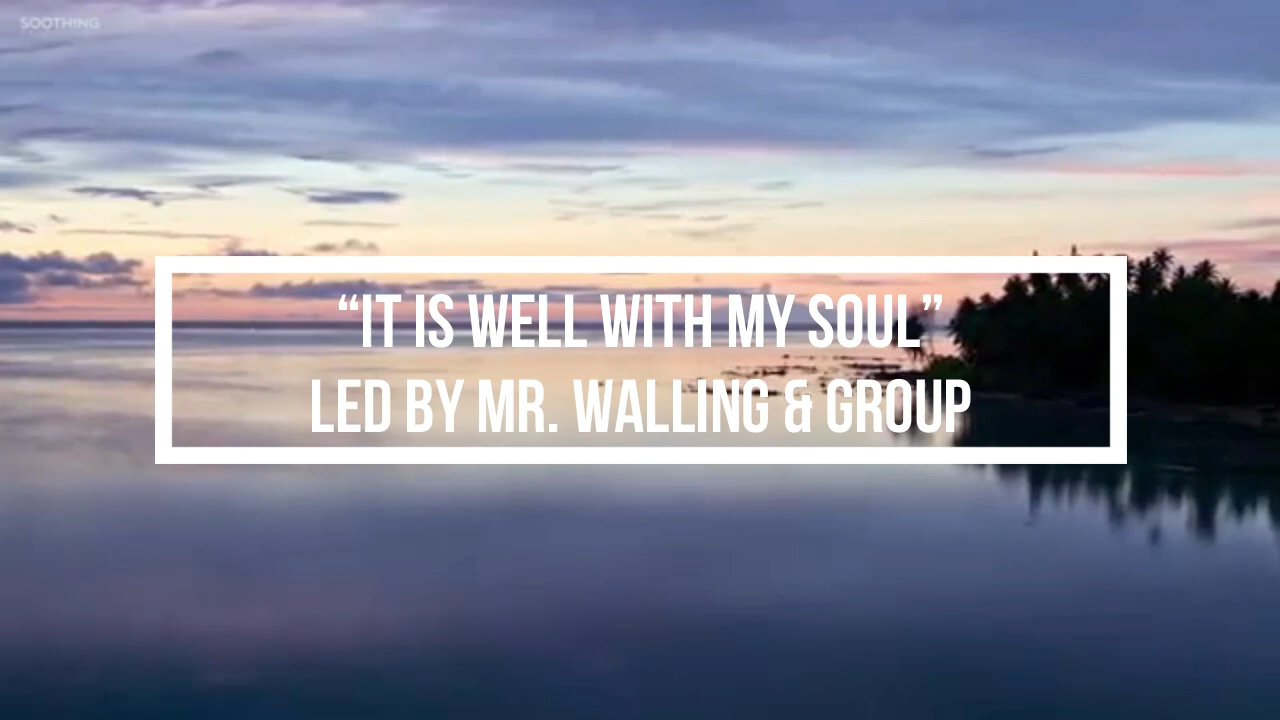 SOOTHING
“IT IS WELL WITH MY SOUL”
LED BY MR. WALLING & GROUP